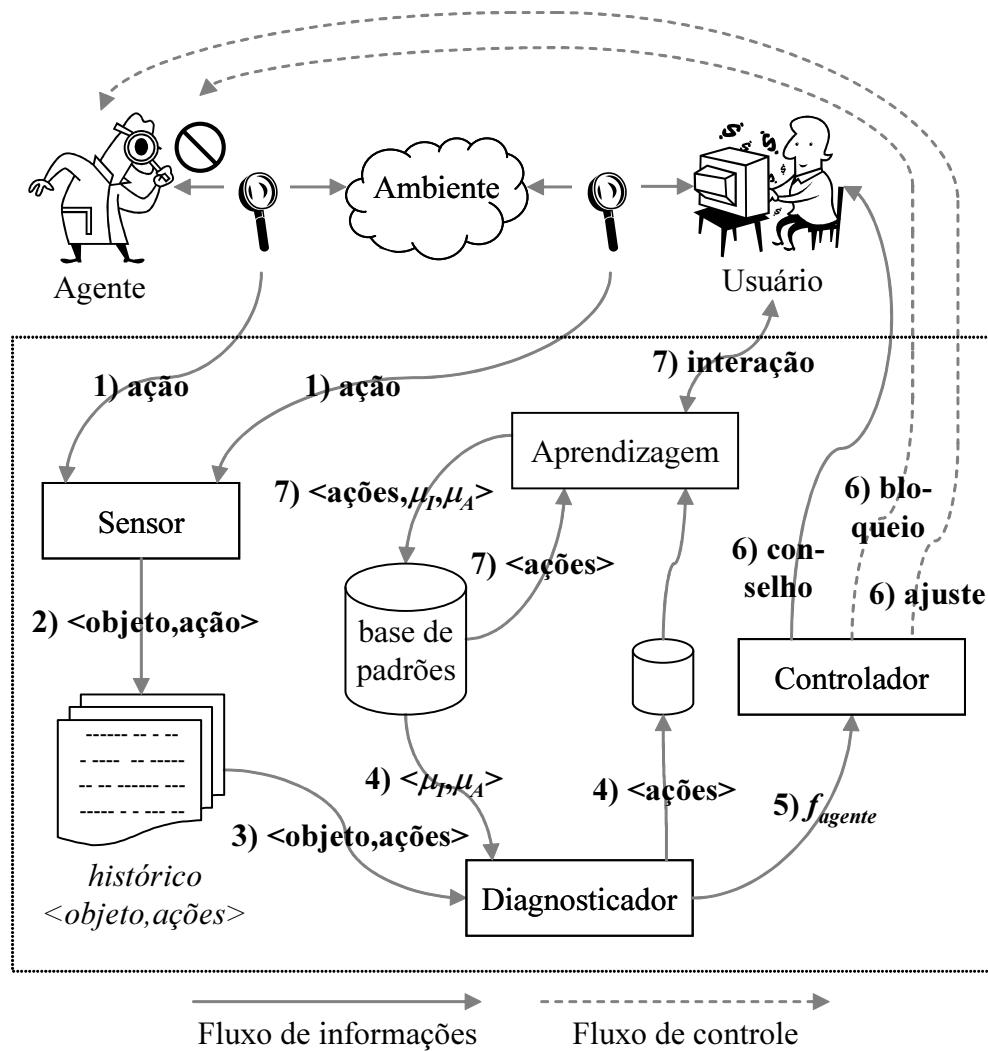 Ambiente
Agente
Usuário
1) ação
1) ação
7) interação
Aprendizagem
7) <ações,μI,μA>
Sensor
7) <ações>
6) con-
selho
6) blo-
queio
6) ajuste
2) <objeto,ação>
base de
padrões
Controlador
4) <μI,μA>
4) <ações>
5) fagente
3) <objeto,ações>
histórico
<objeto,ações>
Diagnosticador
Fluxo de informações
Fluxo de controle